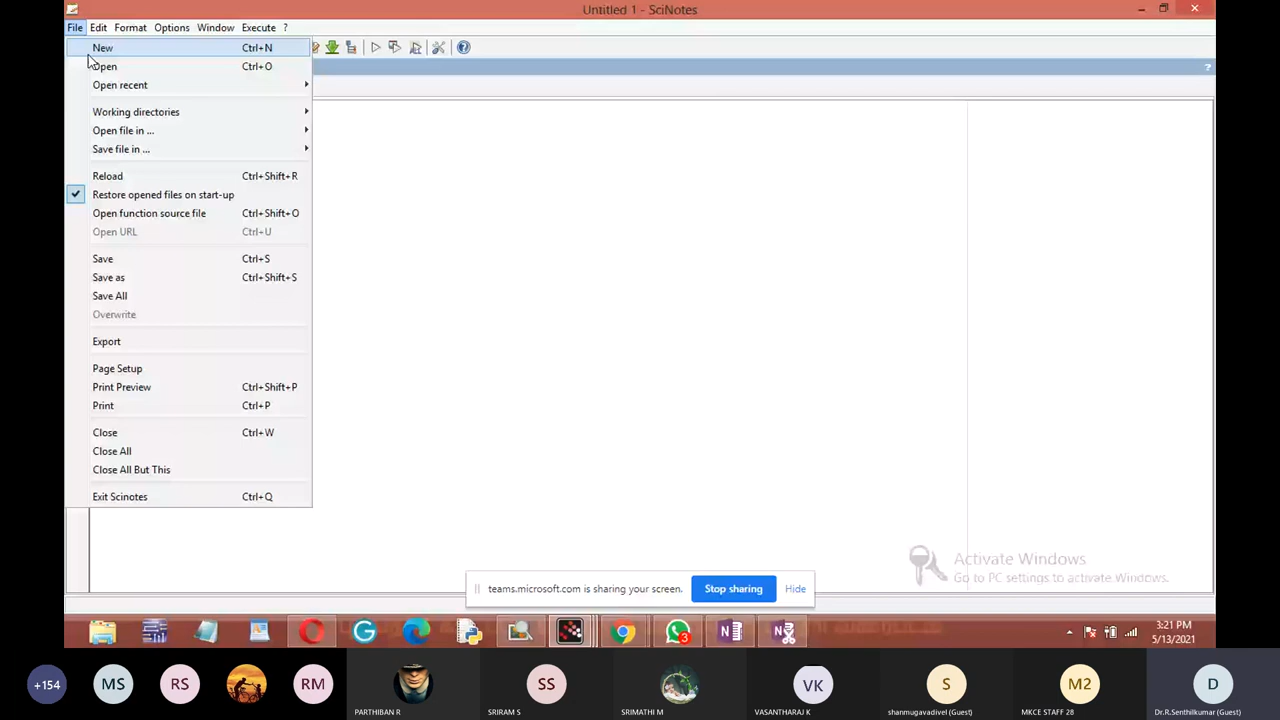 Untitled 1 - SciNotes
File Edit Format Options Window Execute ?
New Ctrl+N
Open Ctrl+O
Open recent
Working directories
Open file in ...
Save file in ...
Reload Ctrl+Shift+R
Restore opened files on start-up
Open function source file Ctrl+Shift+O
Open URL Ctrl+U
Save Ctrl+S
Save as Ctrl+Shift+S
Save All
Overwrite
Export
Page Setup
Print Preview Ctrl+Shift+P
Print Ctrl+P
Close Ctrl+W
Close All
Close All But This
Exit Scinotes Ctrl+Q
Activate Windows
Go to PC settings to activate Windows.
teams.microsoft.com is sharing your screen. Stop sharing Hide
3
3:21 PM
5/13/2021
+154 MS RS RM SS VK S M2 D
PARTHIBAN R SRIRAM S SRIMATHI M VASANTHARAJ K shanmugavadivel (Guest) MKCE STAFF 28 Dr.R.Senthilkumar (Guest)